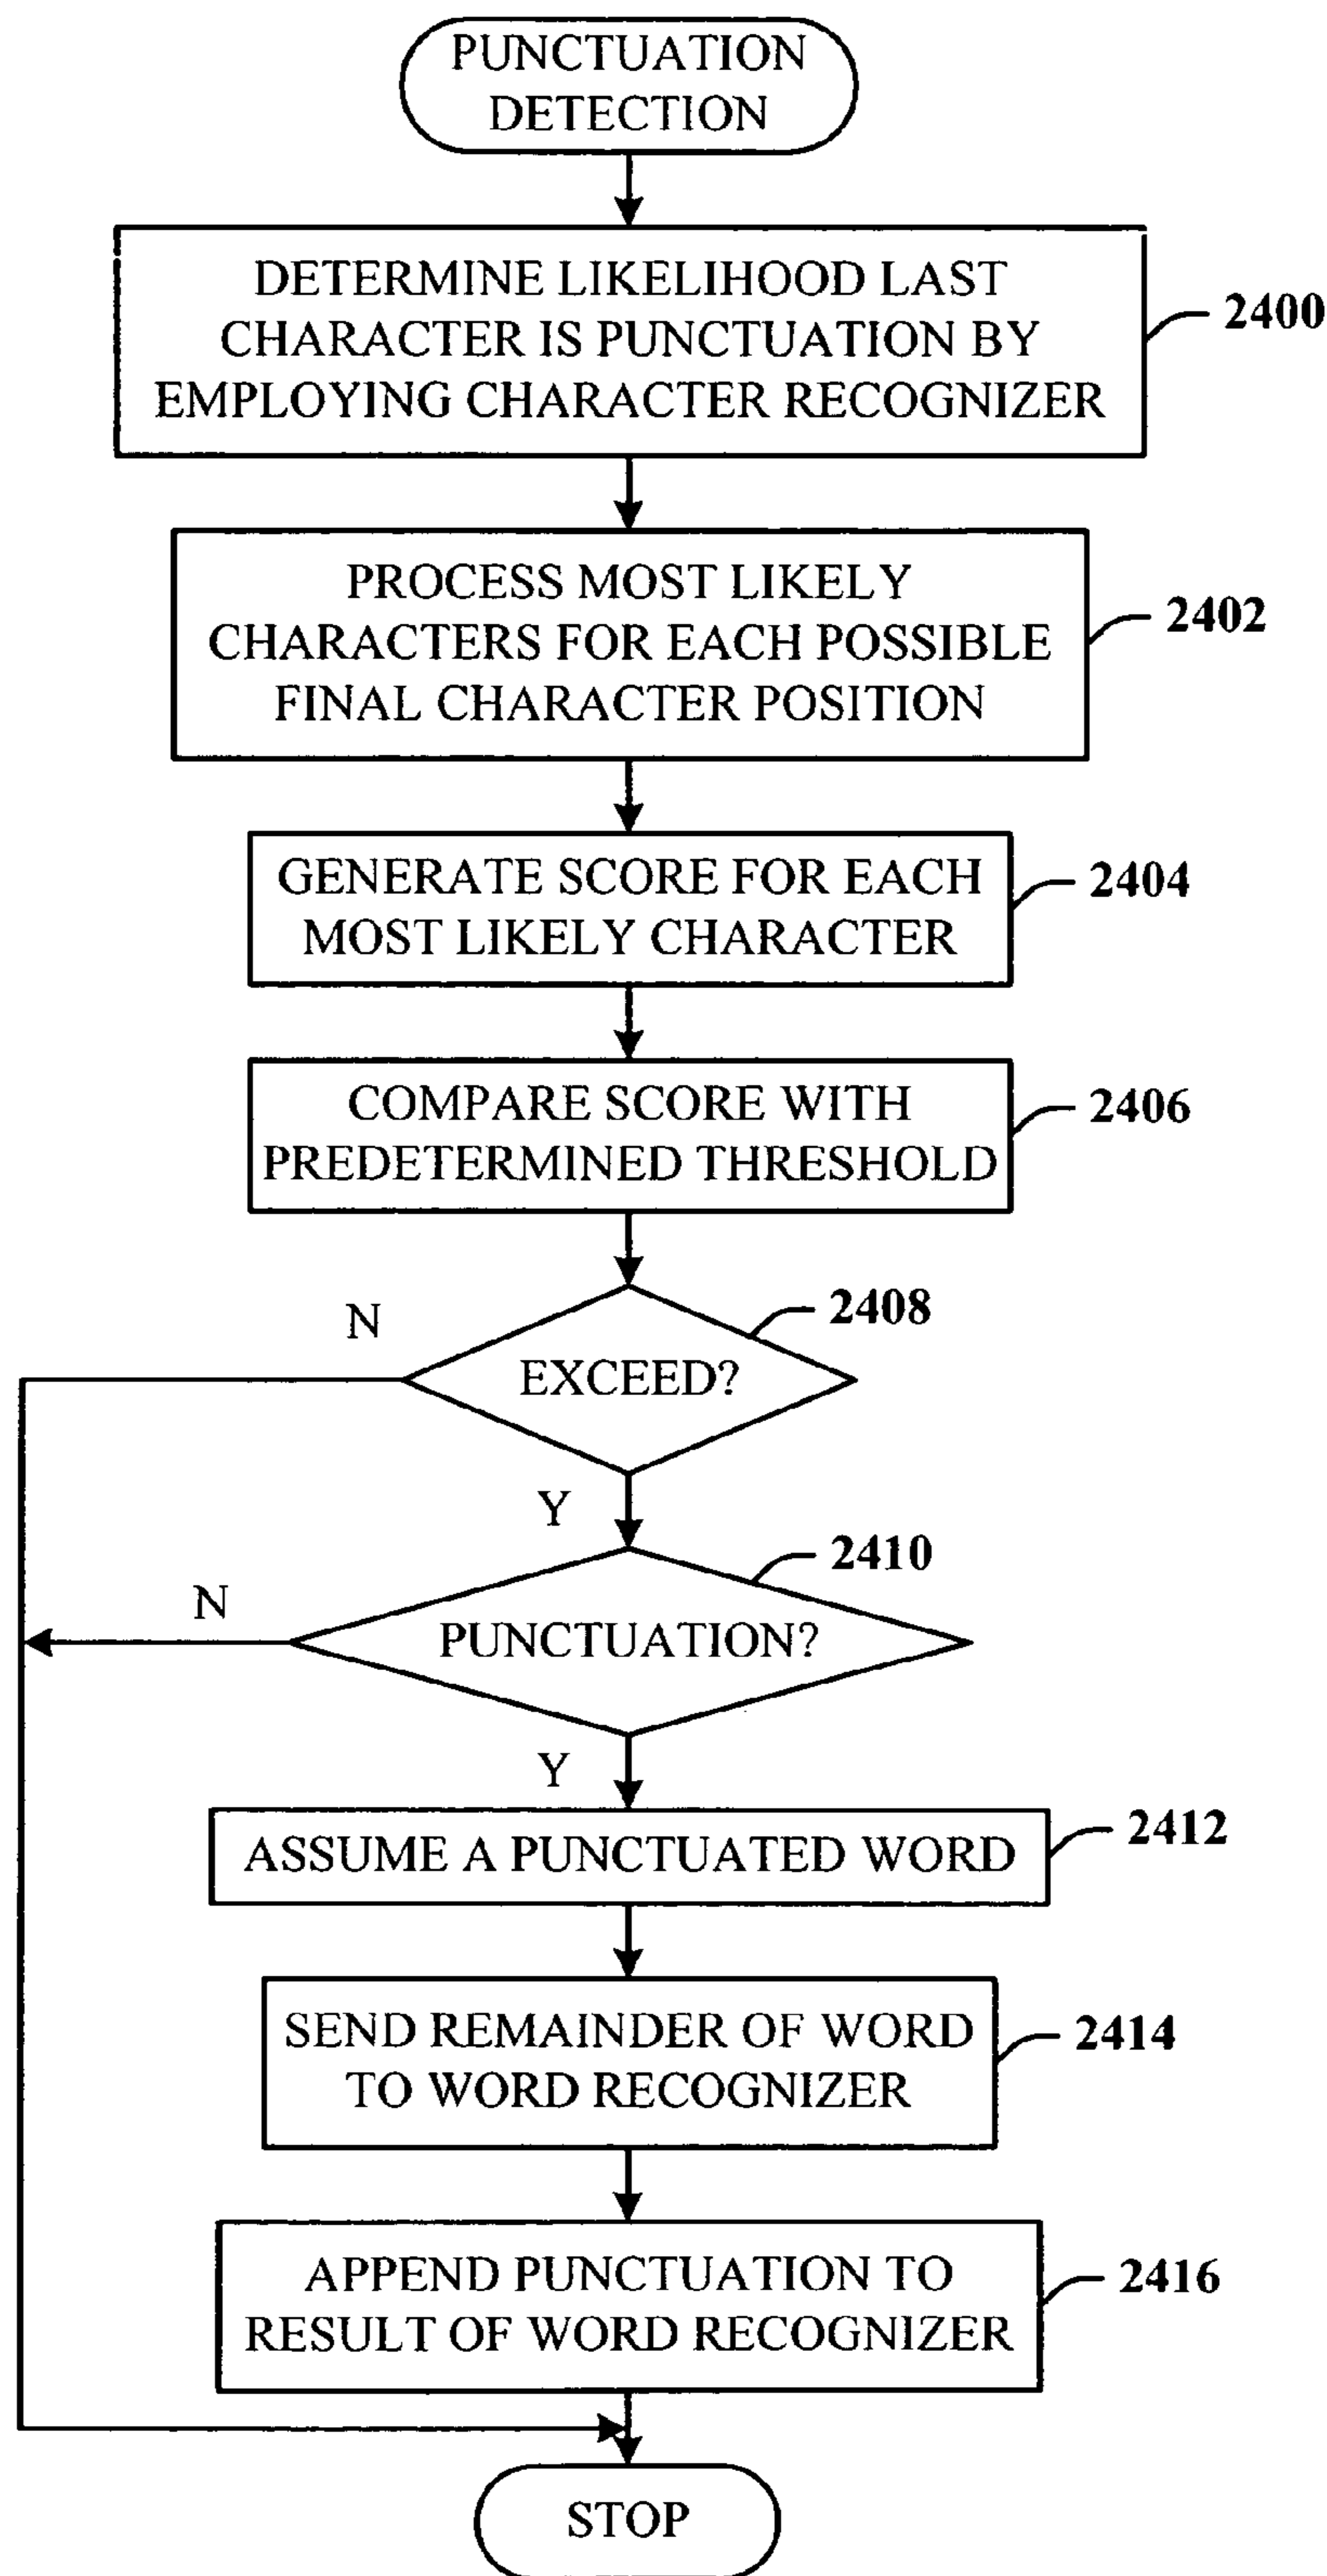 PUNCTUATION
DETECTION
DETERMINE LIKELIHOOD LAST
CHARACTER IS PUNCTUATION BY
EMPLOYING CHARACTER RECOGNIZER
2400
PROCESS MOST LIKELY
CHARACTERS FOR EACH POSSIBLE
FINAL CHARACTER POSITION
2402
GENERATE SCORE FOR EACH
MOST LIKELY CHARACTER
2404
COMPARE SCORE WITH
PREDETERMINED THRESHOLD
2406
N
2408
EXCEED?
Y
2410
N
PUNCTUATION?
Y
ASSUME A PUNCTUATED WORD
2412
SEND REMAINDER OF WORD
TO WORD RECOGNIZER
2414
APPEND PUNCTUATION TO
RESULT OF WORD RECOGNIZER
2416
STOP